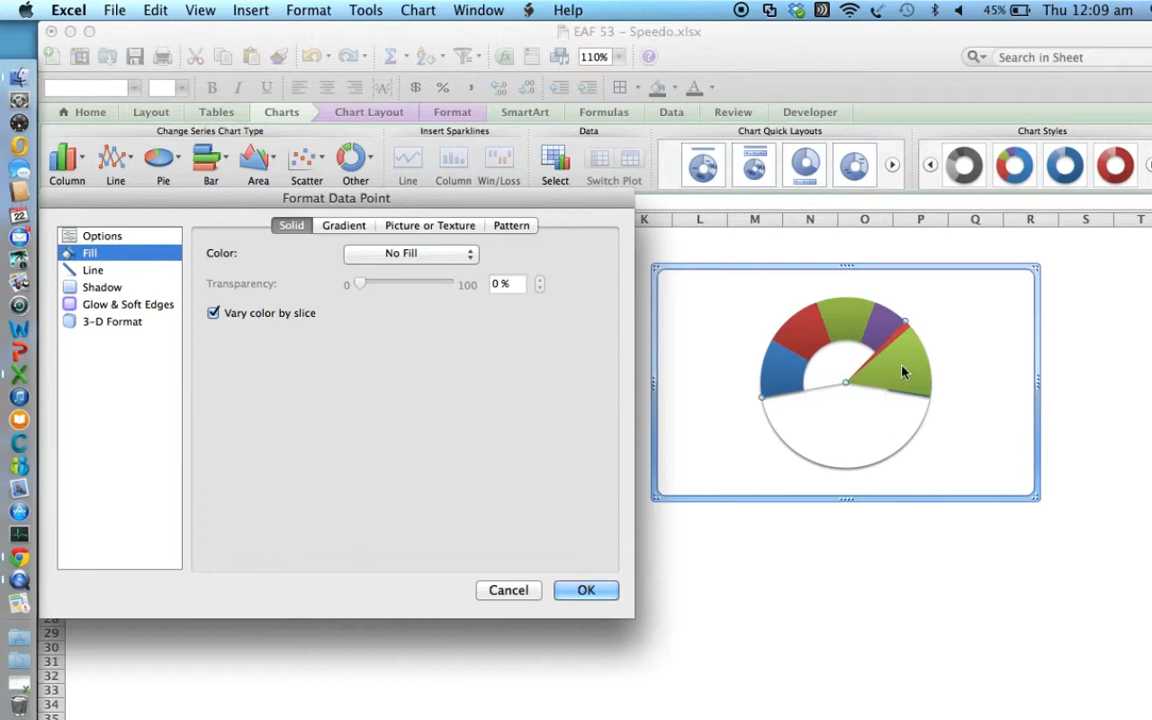 Excel File Edit View Insert Format Tools Chart Window Help 45% Thu 12:09 am
EAF 53 - Speedo.xlsx
110% Search in Sheet
B I U $ %
Home Layout Tables Charts Chart Layout Format SmartArt Formulas Data Review Developer
Change Series Chart Type Insert Sparklines Data Chart Quick Layouts Chart Styles
Column Line Pie Bar Area Scatter Other Line Column Win/Loss Select Switch Plot
Format Data Point
K L M N O P Q R S T
Solid Gradient Picture or Texture Pattern
Options
Fill
Line
Shadow
Glow & Soft Edges
3-D Format
Color: No Fill
Transparency: 0 100 0 %
Vary color by slice
Cancel OK
29
30
31
32
33
34